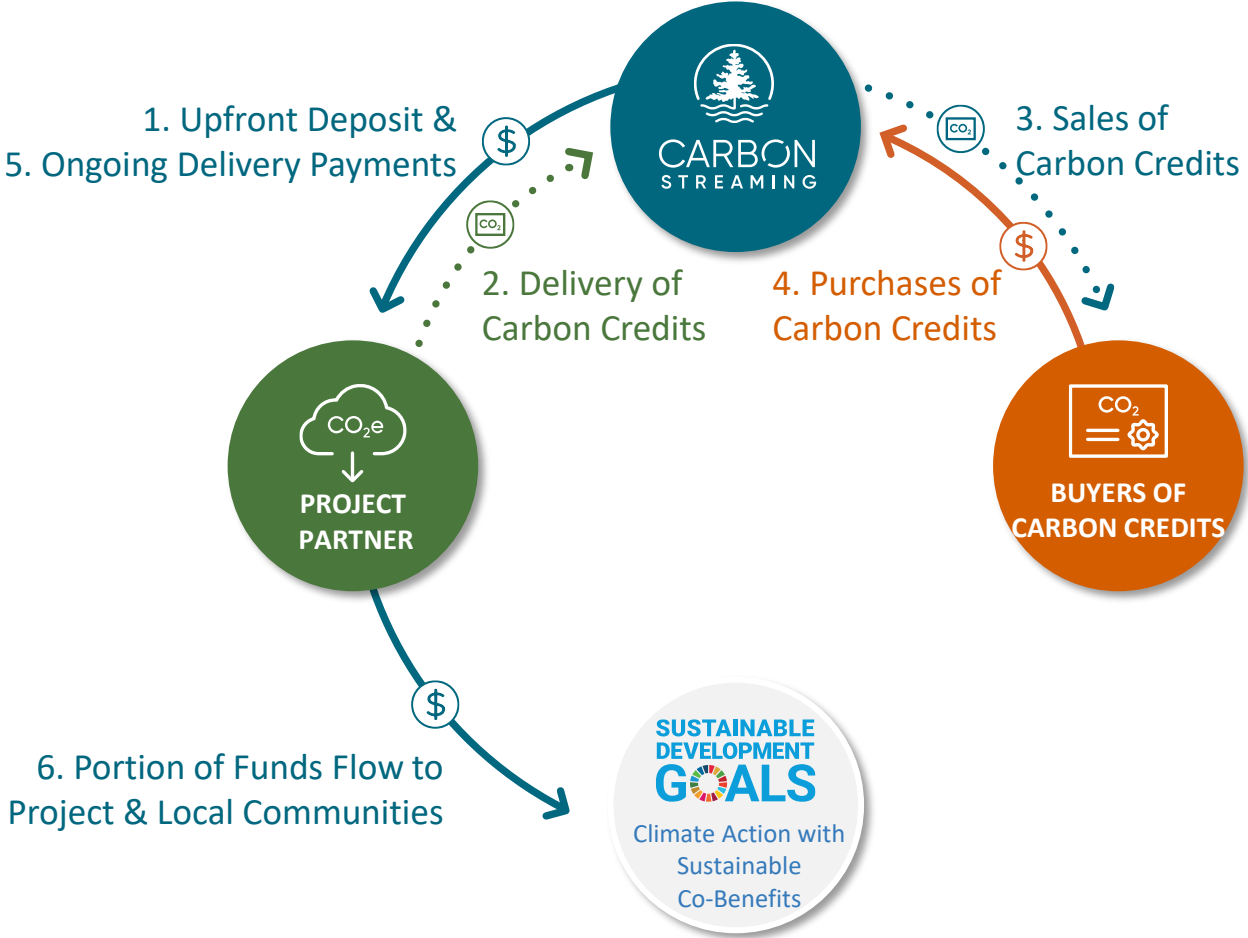 CARBON
STREAMING
1. Upfront Deposit &
5. Ongoing Delivery Payments
$
CO₂
CO₂
3. Sales of
Carbon Credits
$
2. Delivery of
Carbon Credits
4. Purchases of
Carbon Credits
CO₂e
PROJECT
PARTNER
CO₂
BUYERS OF
CARBON CREDITS
$
6. Portion of Funds Flow to
Project & Local Communities
SUSTAINABLE
DEVELOPMENT
GOALS
Climate Action with
Sustainable
Co-Benefits